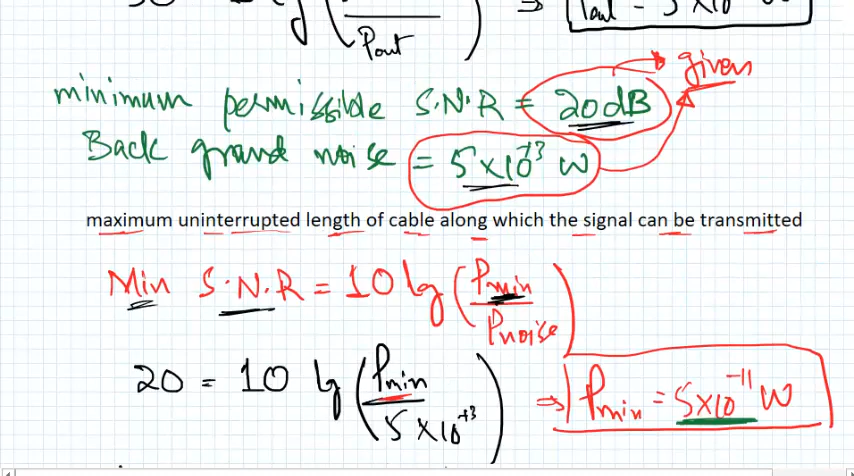 Pout
minimum permissible S.N.R = 20dB given
Back grand noise = 5×10⁻¹³ W
maximum uninterrupted length of cable along which the signal can be transmitted
Min S.N.R = 10 lg (Pmin / Pnoise)
20 = 10 lg (Pmin / 5×10⁻¹³) ⇒ Pmin = 5×10⁻¹¹ W